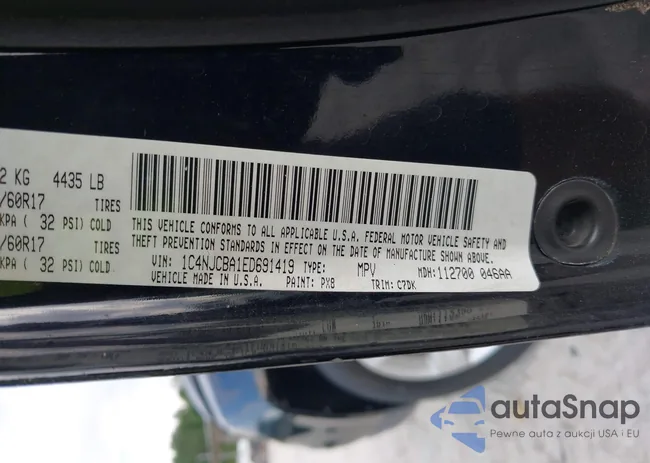 2 KG 4435 LB
/60R17 TIRES
KPA ( 32 PSI) COLD
/60R17 TIRES
KPA ( 32 PSI) COLD
THIS VEHICLE CONFORMS TO ALL APPLICABLE U.S.A. FEDERAL MOTOR VEHICLE SAFETY AND
THEFT PREVENTION STANDARDS IN EFFECT ON THE DATE OF MANUFACTURE SHOWN ABOVE.
VIN: 1C4NJCBA1ED691419 TYPE: MPV MDH:112700 046AA
VEHICLE MADE IN U.S.A. PAINT: PX8 TRIM: C7DK
autaSnap
Pewne auta z aukcji USA i EU